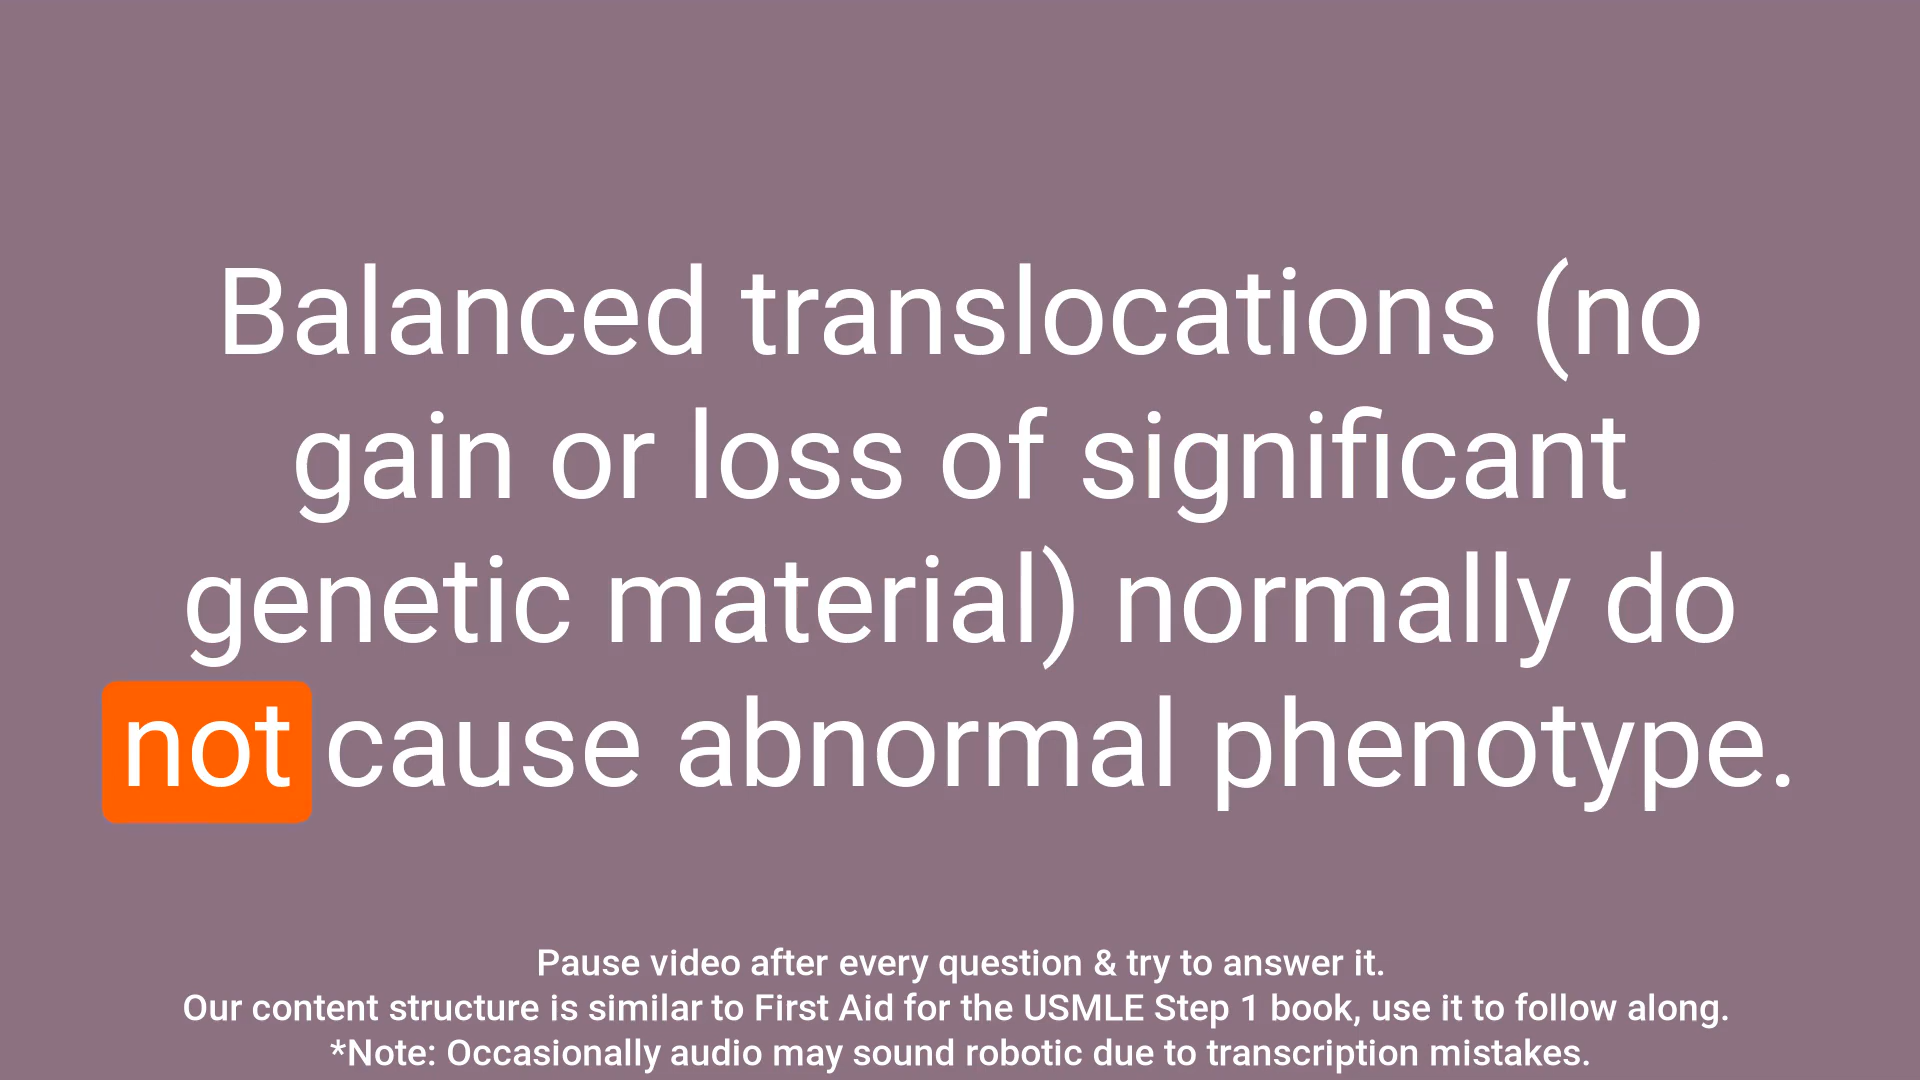 Balanced translocations (no
gain or loss of significant
genetic material) normally do
not cause abnormal phenotype.
Pause video after every question & try to answer it.
Our content structure is similar to First Aid for the USMLE Step 1 book, use it to follow along.
*Note: Occasionally audio may sound robotic due to transcription mistakes.